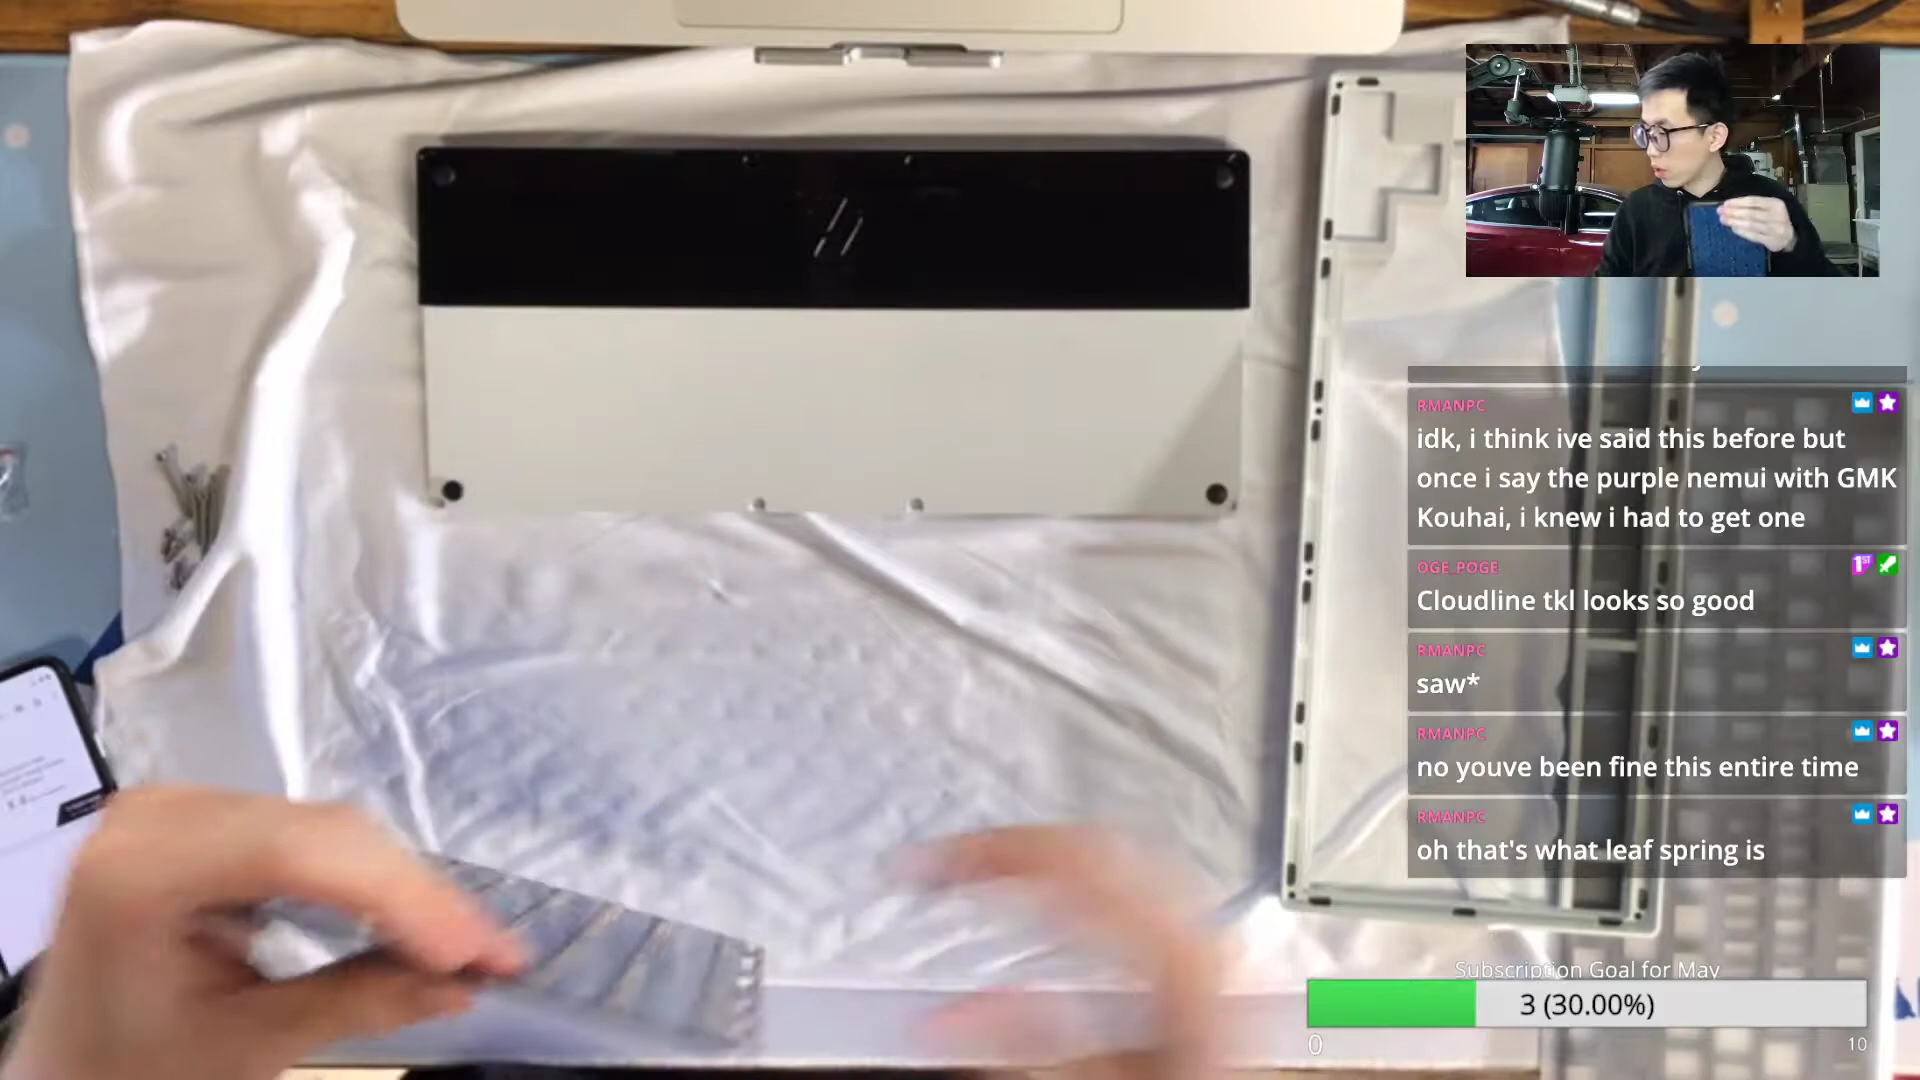 RMANPC
idk, i think ive said this before but
once i say the purple nemui with GMK
Kouhai, i knew i had to get one
OGE_POGE
Cloudline tkl looks so good
RMANPC
saw*
RMANPC
no youve been fine this entire time
RMANPC
oh that's what leaf spring is
Subscription Goal for May
3 (30.00%)
0
10